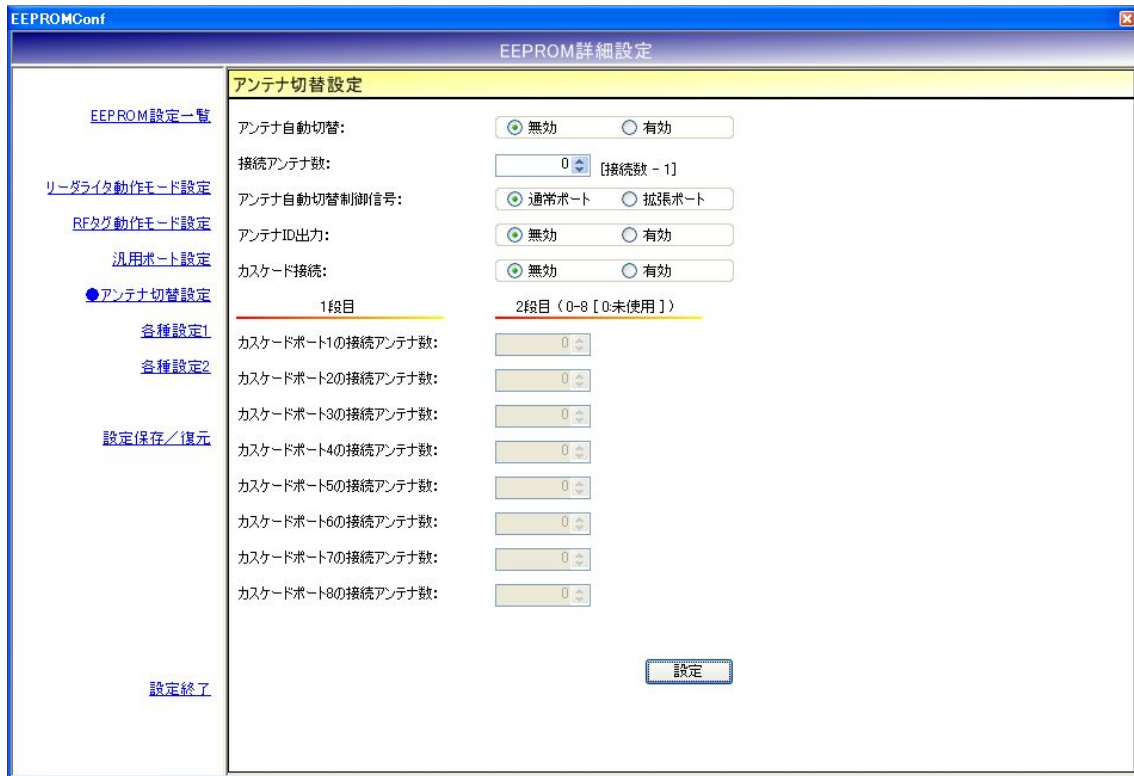 EEPROMConf
EEPROM詳細設定
EEPROM設定一覧
リーダライタ動作モード設定
RFタグ動作モード設定
汎用ポート設定
●アンテナ切替設定
各種設定1
各種設定2
設定保存／復元
設定終了
アンテナ切替設定
アンテナ自動切替: 無効 有効
接続アンテナ数: 0 [接続数 - 1]
アンテナ自動切替制御信号: 通常ポート 拡張ポート
アンテナID出力: 無効 有効
カスケード接続: 無効 有効
1段目 2段目（0-8 [ 0:未使用 ]）
カスケードポート1の接続アンテナ数: 0
カスケードポート2の接続アンテナ数: 0
カスケードポート3の接続アンテナ数: 0
カスケードポート4の接続アンテナ数: 0
カスケードポート5の接続アンテナ数: 0
カスケードポート6の接続アンテナ数: 0
カスケードポート7の接続アンテナ数: 0
カスケードポート8の接続アンテナ数: 0
設定